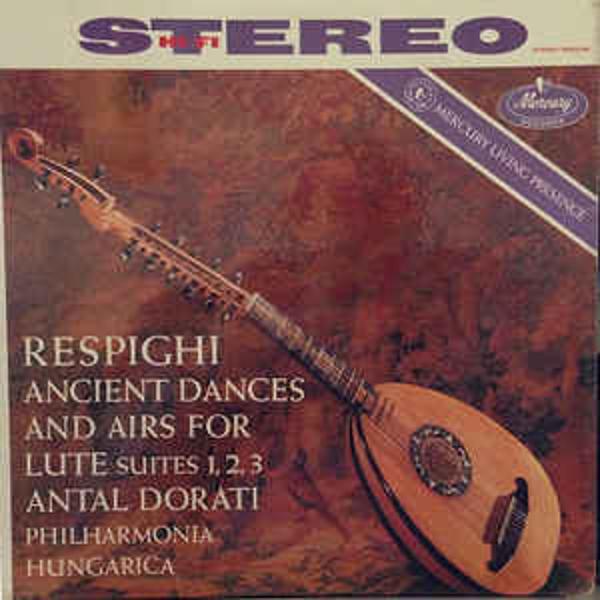 STEREO
HI-FI
Mercury
MERCURY LIVING PRESENCE
RESPIGHI
ANCIENT DANCES
AND AIRS FOR
LUTE SUITES 1, 2, 3
ANTAL DORATI
PHILHARMONIA
HUNGARICA